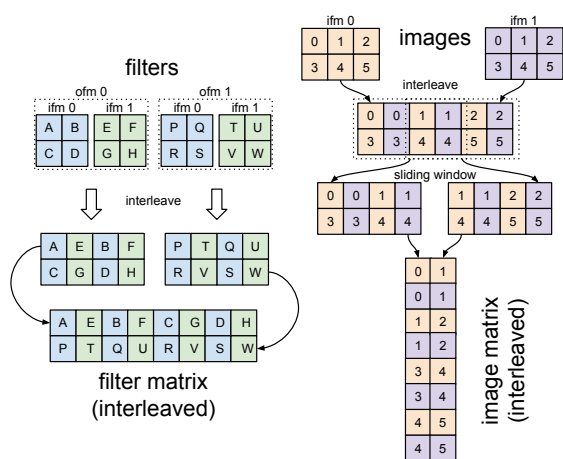 filters
ofm 0 ofm 1
ifm 0 ifm 1 ifm 0 ifm 1
A B E F P Q T U
C D G H R S V W
interleave
A E B F P T Q U
C G D H R V S W
A E B F C G D H
P T Q U R V S W
filter matrix
(interleaved)
ifm 0 images ifm 1
0 1 2 0 1 2
3 4 5 3 4 5
interleave
0 0 1 1 2 2
3 3 4 4 5 5
sliding window
0 0 1 1 1 1 2 2
3 3 4 4 4 4 5 5
0 1
0 1
1 2
1 2
3 4
3 4
4 5
4 5
image matrix
(interleaved)